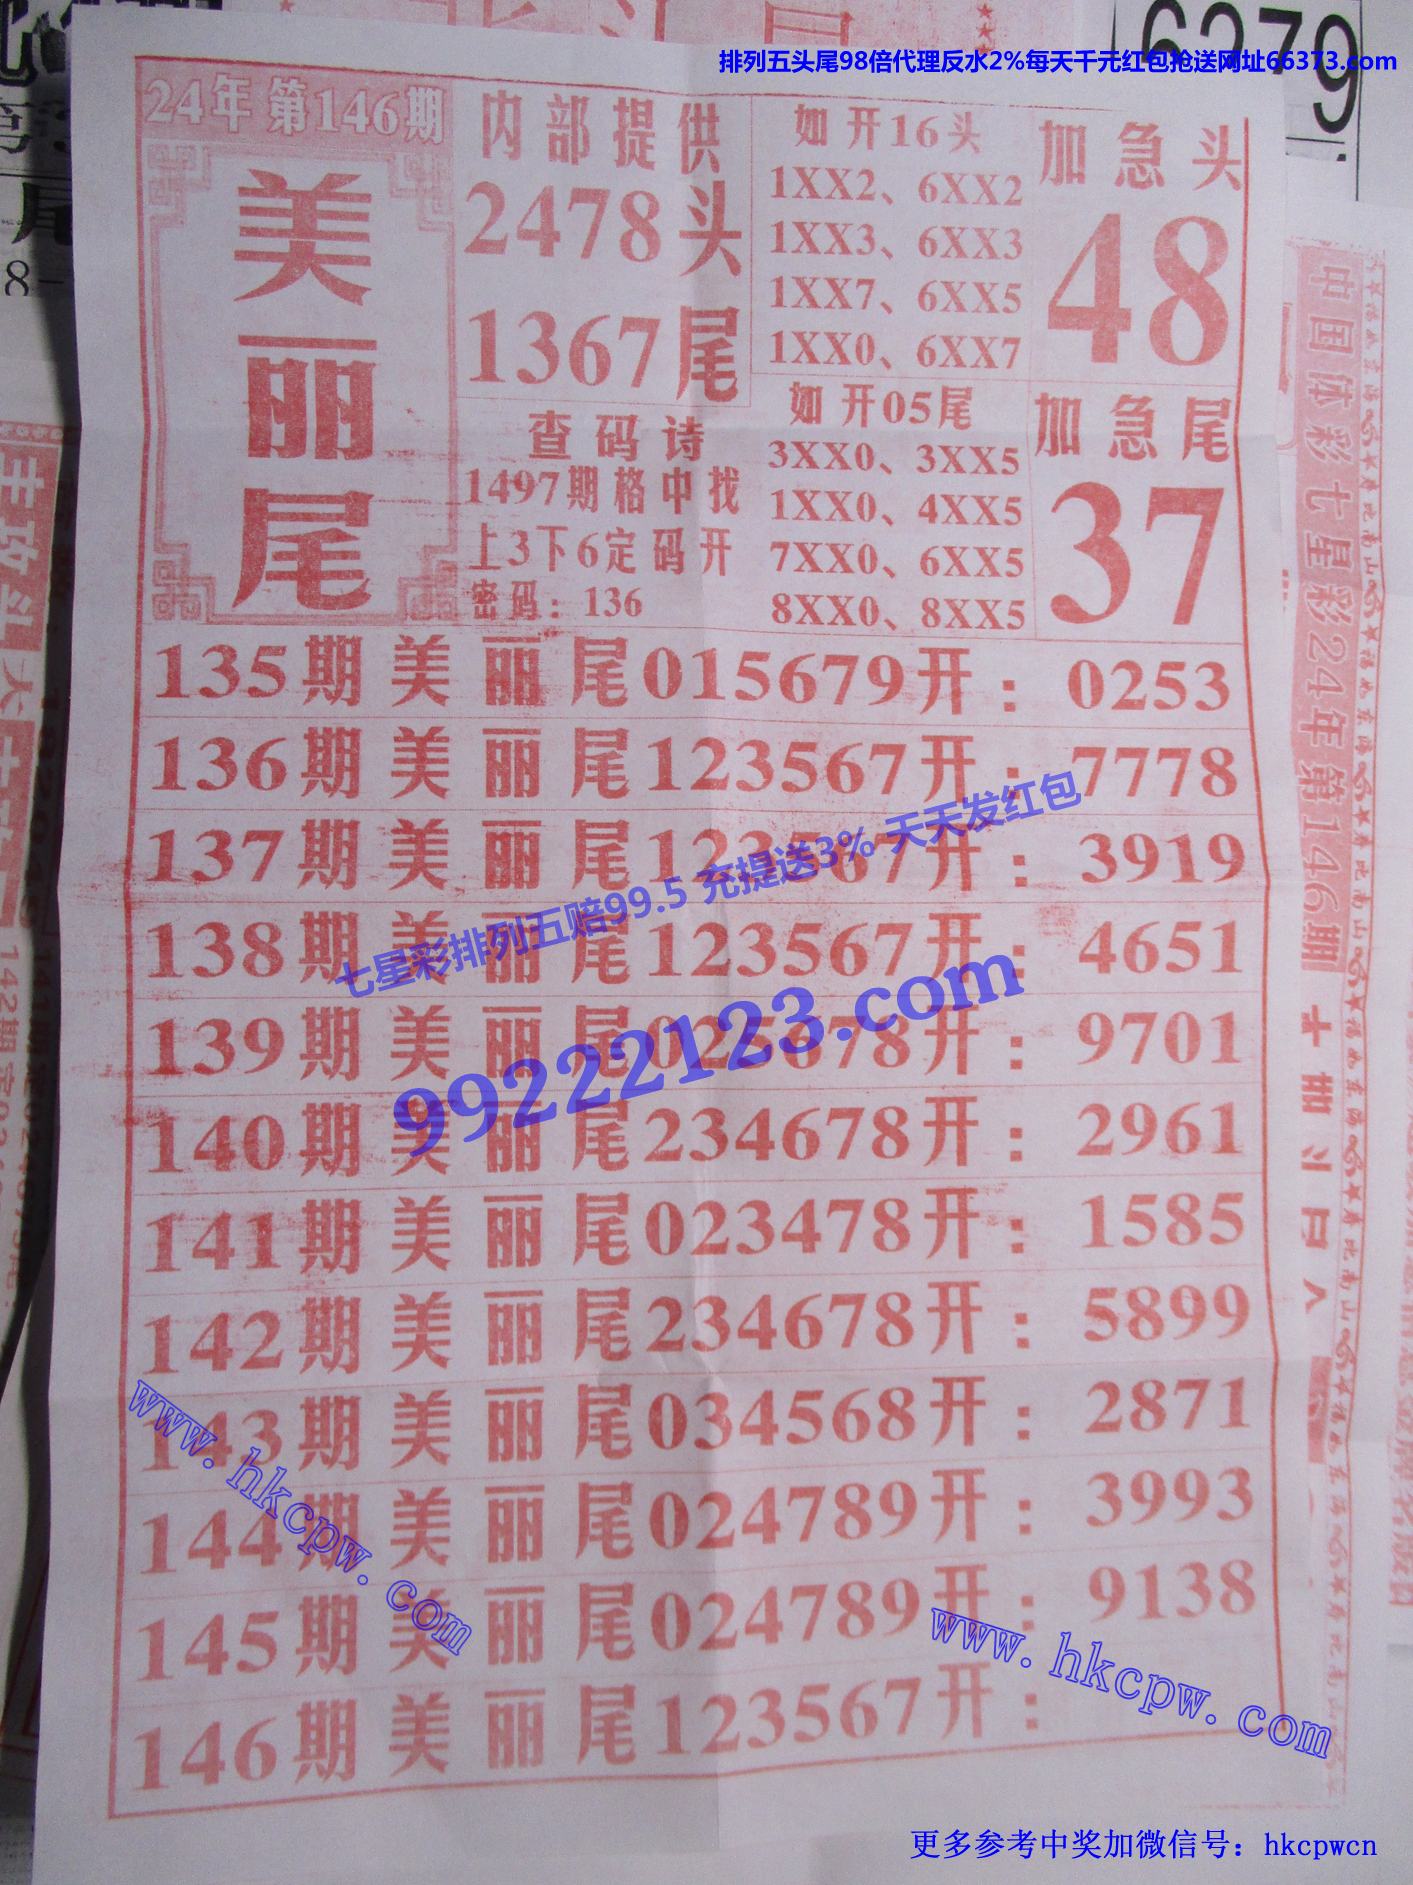 排列五头尾98倍代理反水2%每天千元红包抢送网址66373.com
6279
24年第146期
美丽尾
内部提供
2478头
1367尾
查码诗
1497期格中找
上3下6定码开
密码：136
如开16头
1XX2、6XX2
1XX3、6XX3
1XX7、6XX5
1XX0、6XX7
如开05尾
3XX0、3XX5
1XX0、4XX5
7XX0、6XX5
8XX0、8XX5
加急头
48
加急尾
37
135期美丽尾015679开：0253
136期美丽尾123567开：7778
137期美丽尾123567开：3919
138期美丽尾123567开：4651
139期美丽尾025678开：9701
140期美丽尾234678开：2961
141期美丽尾023478开：1585
142期美丽尾234678开：5899
143期美丽尾034568开：2871
144期美丽尾024789开：3993
145期美丽尾024789开：9138
146期美丽尾123567开：
七星彩排列五赔99.5 充提送3% 天天发红包
99222123.com
www.hkcpw.com
www.hkcpw.com
中国体彩七星彩24年第146期
更多参考中奖加微信号：hkcpwcn